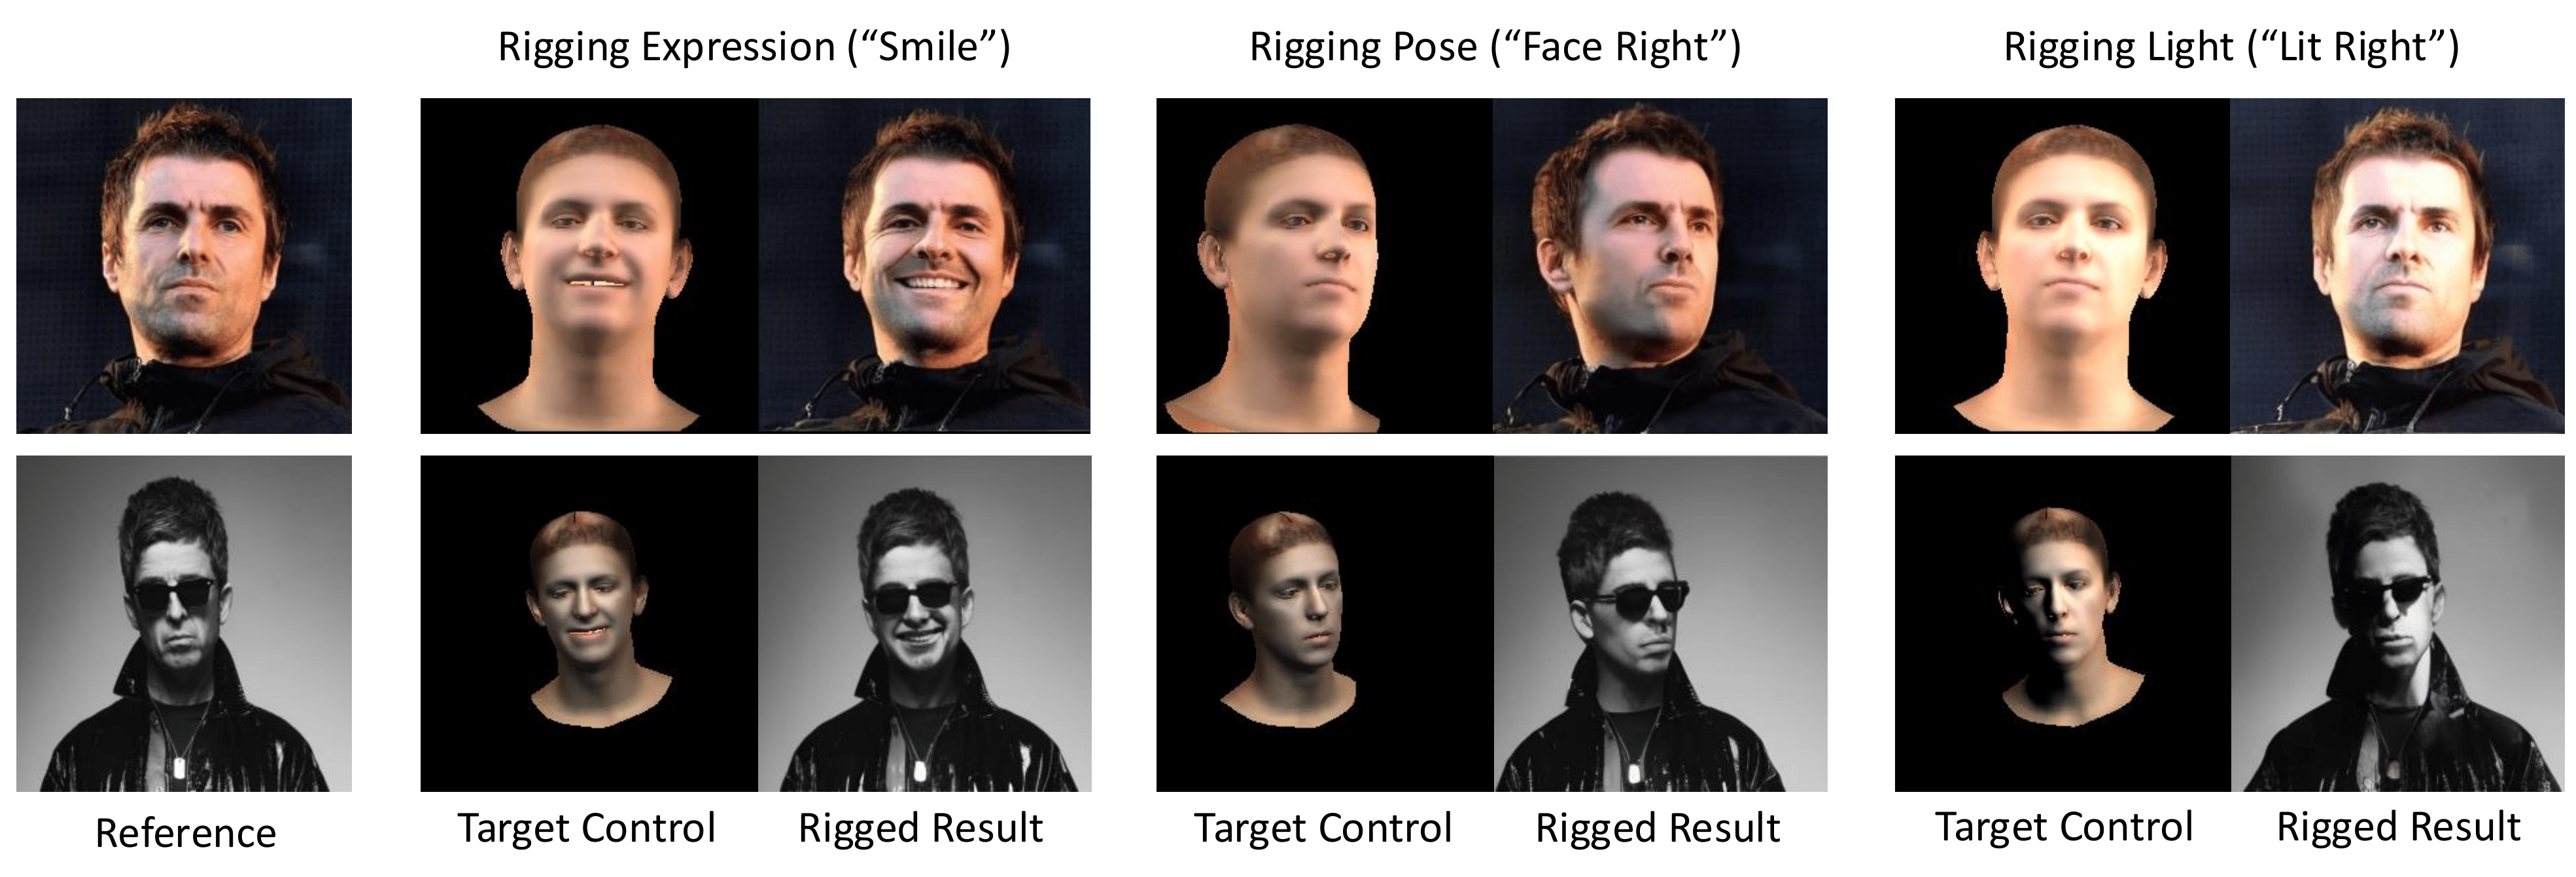 Rigging Expression (“Smile”)
Rigging Pose (“Face Right”)
Rigging Light (“Lit Right”)
Reference
Target Control
Rigged Result
Target Control
Rigged Result
Target Control
Rigged Result